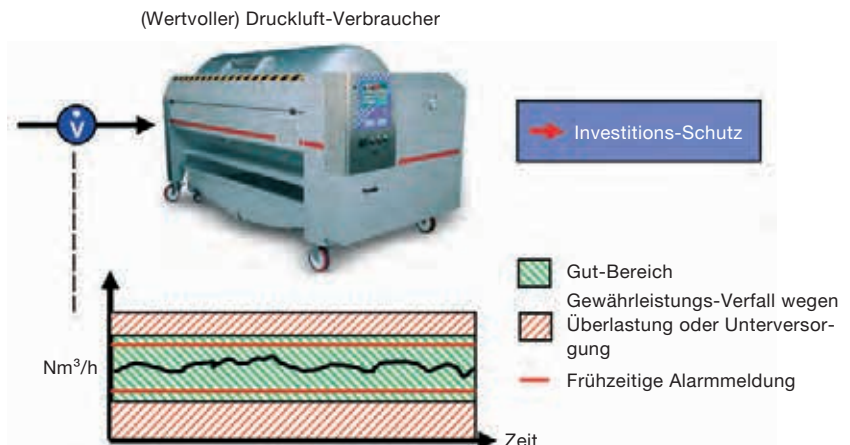 (Wertvoller) Druckluft-Verbraucher
V̇
Investitions-Schutz
Gut-Bereich
Gewährleistungs-Verfall wegen
Überlastung oder Unterversor-
gung
Frühzeitige Alarmmeldung
Nm³/h
Zeit